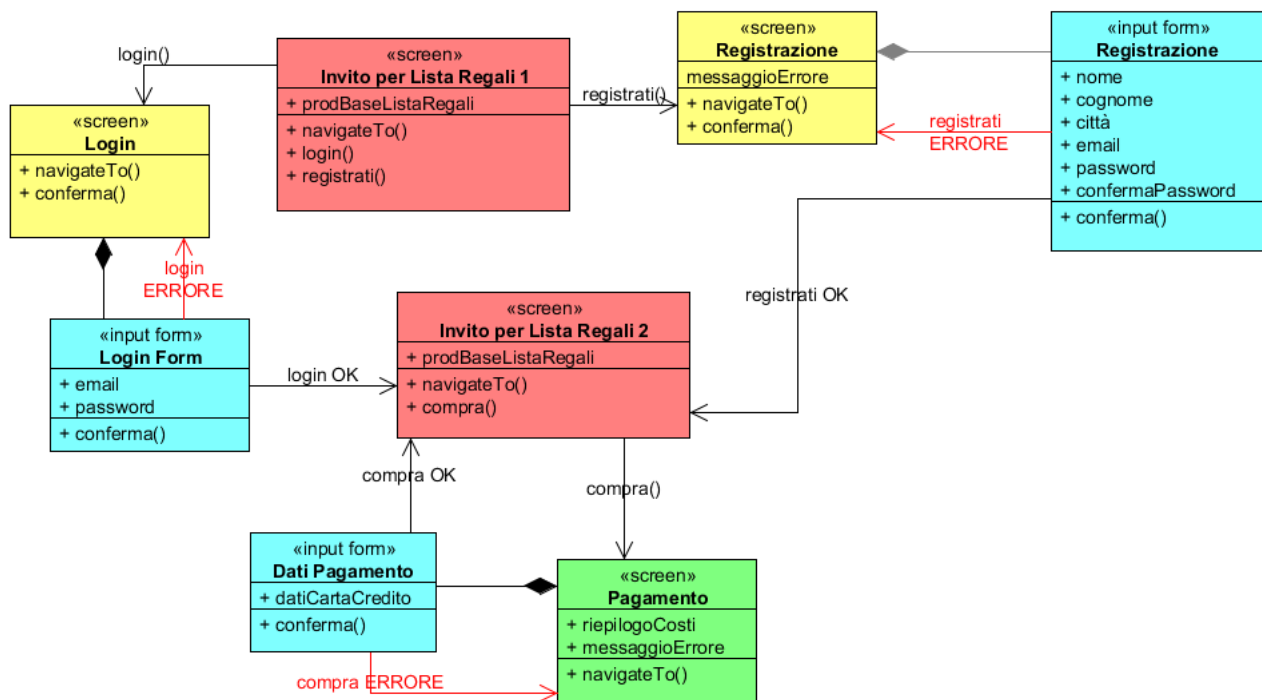 login()
«screen»
Invito per Lista Regali 1
+ prodBaseListaRegali
+ navigateTo()
+ login()
+ registrati()
registrati()
«screen»
Registrazione
messaggioErrore
+ navigateTo()
+ conferma()
«input form»
Registrazione
+ nome
+ cognome
+ città
+ email
+ password
+ confermaPassword
+ conferma()
registrati
ERRORE
«screen»
Login
+ navigateTo()
+ conferma()
login
ERRORE
registrati OK
«input form»
Login Form
+ email
+ password
+ conferma()
login OK
«screen»
Invito per Lista Regali 2
+ prodBaseListaRegali
+ navigateTo()
+ compra()
compra OK
compra()
«input form»
Dati Pagamento
+ datiCartaCredito
+ conferma()
«screen»
Pagamento
+ riepilogoCosti
+ messaggioErrore
+ navigateTo()
compra ERRORE